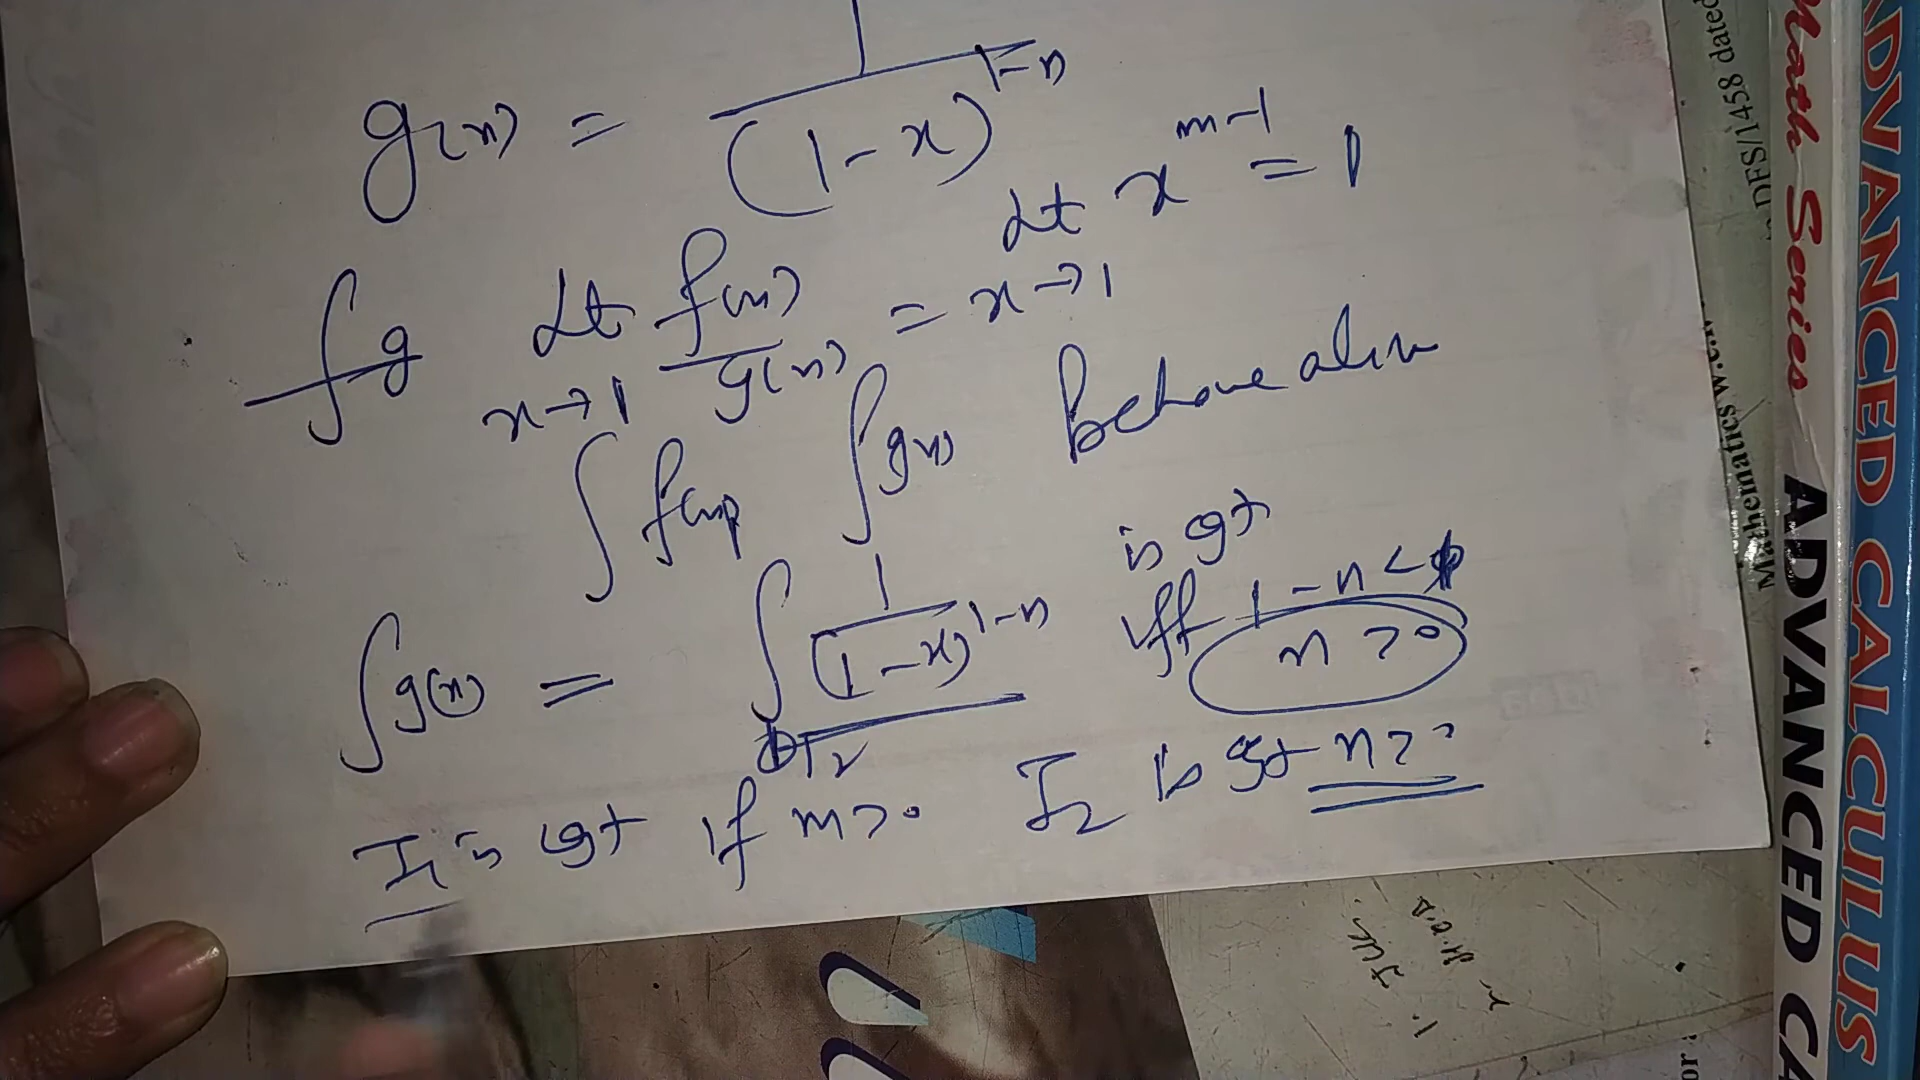 g(x) = 1/(1-x)^{1-n}
Lt x→1 f(x)/g(x) = Lt x→1 x^{m-1} = 1
∫f(x) ∫g(x) behave alike
∫g(x) = ∫ 1/(1-x)^{1-n} is cgt
iff 1-n<1
n>0
I₁ is cgt if m>0 I₂ is cgt n>0
Math Series
ADVANCED CALCULUS
ADVANCED CA
DFS/1458 dated
Mathematics w.e.